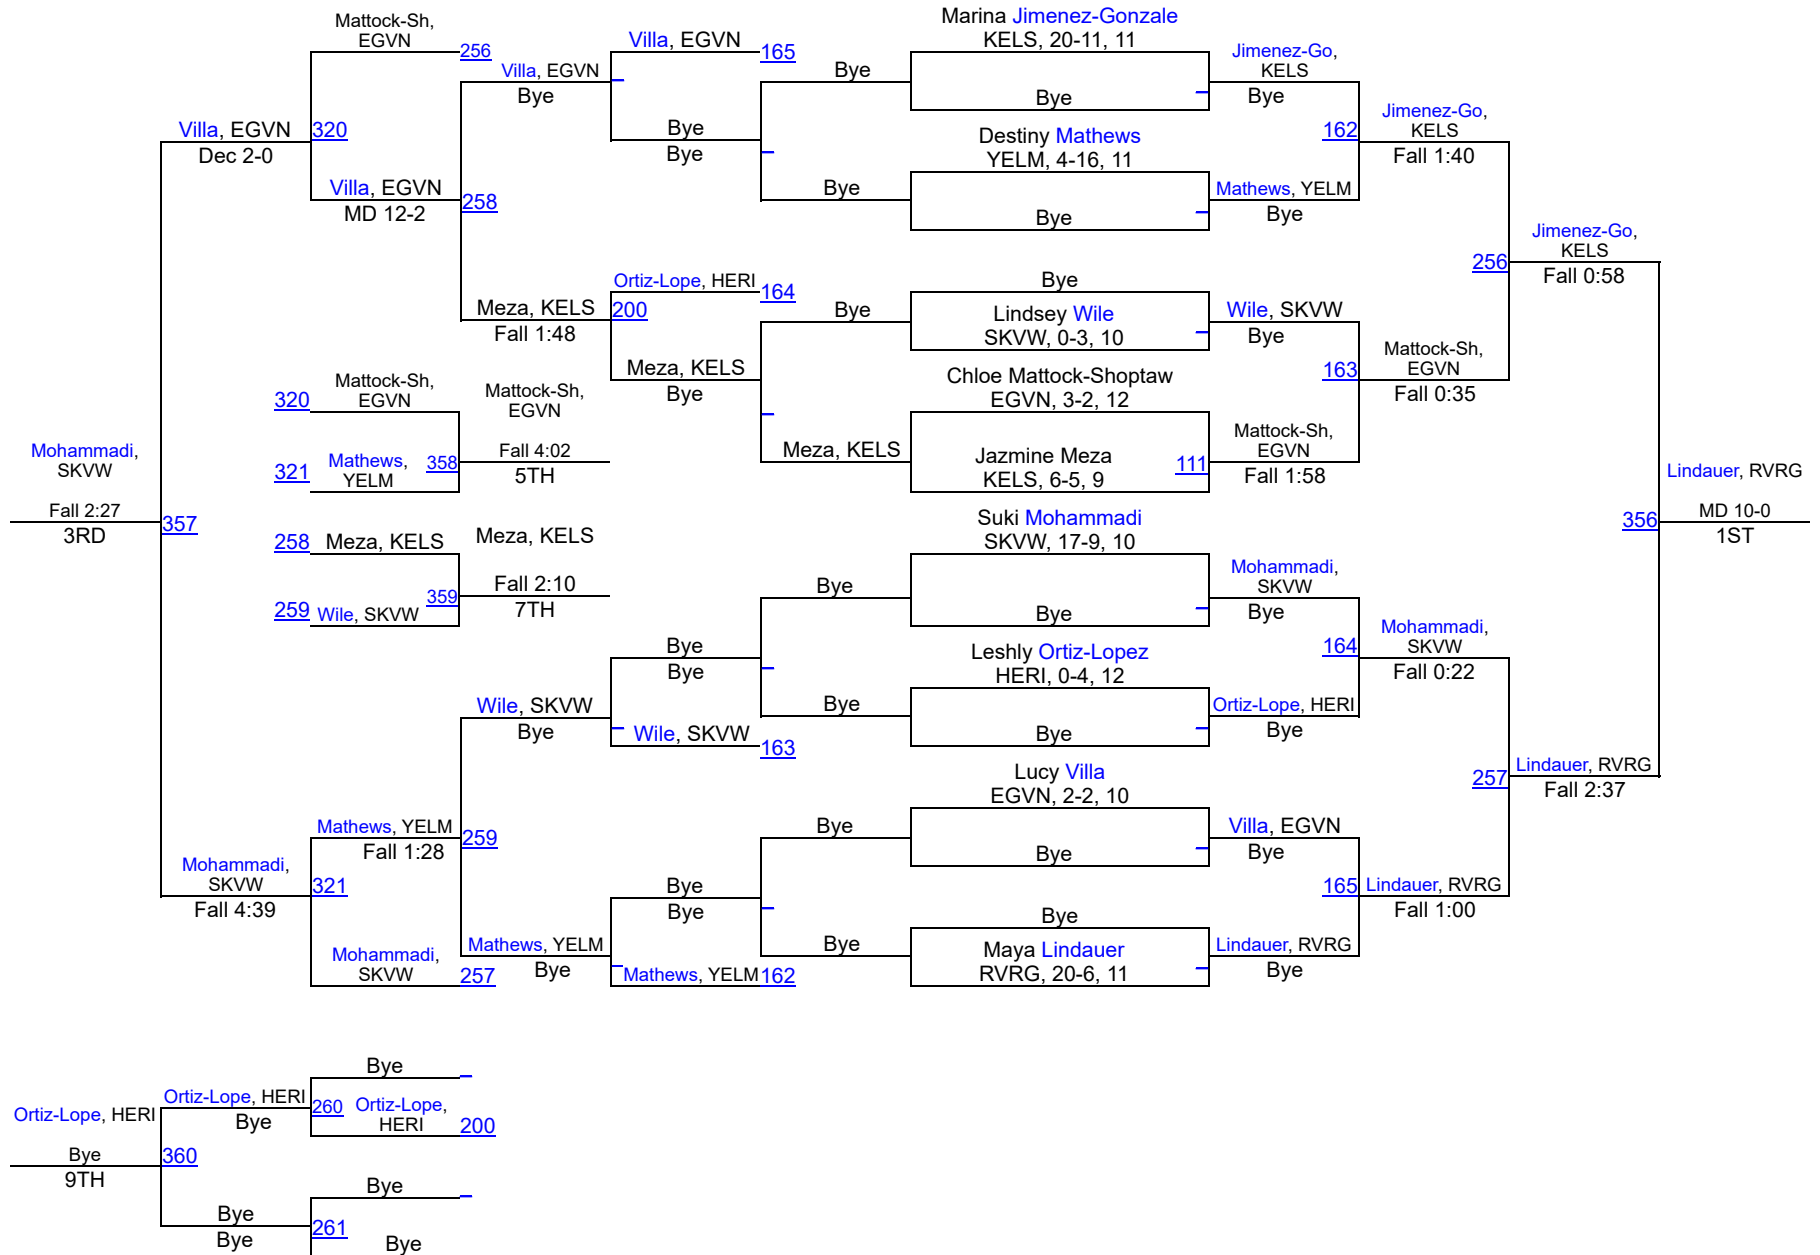 Marina Jimenez-Gonzale
KELS, 20-11, 11
Bye
Destiny Mathews
YELM, 4-16, 11
Bye
Bye
Lindsey Wile
SKVW, 0-3, 10
Chloe Mattock-Shoptaw
EGVN, 3-2, 12
Jazmine Meza
KELS, 6-5, 9
111
Suki Mohammadi
SKVW, 17-9, 10
Bye
Leshly Ortiz-Lopez
HERI, 0-4, 12
Bye
Lucy Villa
EGVN, 2-2, 10
Bye
Bye
Maya Lindauer
RVRG, 20-6, 11
Jimenez-Go,
KELS
Bye
162
Mathews, YELM
Bye
Wile, SKVW
Bye
163
Mattock-Sh,
EGVN
Fall 1:58
Mohammadi,
SKVW
Bye
164
Ortiz-Lope, HERI
Bye
Villa, EGVN
Bye
165
Lindauer, RVRG
Bye
Jimenez-Go,
KELS
Fall 1:40
256
Mattock-Sh,
EGVN
Fall 0:35
Mohammadi,
SKVW
Fall 0:22
257
Lindauer, RVRG
Fall 1:00
Jimenez-Go,
KELS
Fall 0:58
356
Lindauer, RVRG
Fall 2:37
Lindauer, RVRG
MD 10-0
1ST
Bye
Bye
Bye
Meza, KELS
Bye
Bye
Bye
Bye
Villa, EGVN
165
Bye
Bye
Ortiz-Lope, HERI
164
200
Meza, KELS
Bye
Bye
Bye
Wile, SKVW
163
Bye
Bye
Mathews, YELM
162
Villa, EGVN
Bye
258
Meza, KELS
Fall 1:48
Wile, SKVW
Bye
259
Mathews, YELM
Bye
Mattock-Sh,
EGVN
256
320
Villa, EGVN
MD 12-2
Mathews, YELM
Fall 1:28
321
Mohammadi,
SKVW
257
Villa, EGVN
Dec 2-0
357
Mohammadi,
SKVW
Fall 4:39
Mohammadi,
SKVW
Fall 2:27
3RD
320
Mattock-Sh,
EGVN
321
Mathews,
YELM
358
Mattock-Sh,
EGVN
Fall 4:02
5TH
258
Meza, KELS
259
Wile, SKVW
359
Meza, KELS
Fall 2:10
7TH
Bye
260
Ortiz-Lope,
HERI
200
Ortiz-Lope, HERI
Bye
360
Ortiz-Lope, HERI
Bye
9TH
Bye
Bye
Bye
261
Bye